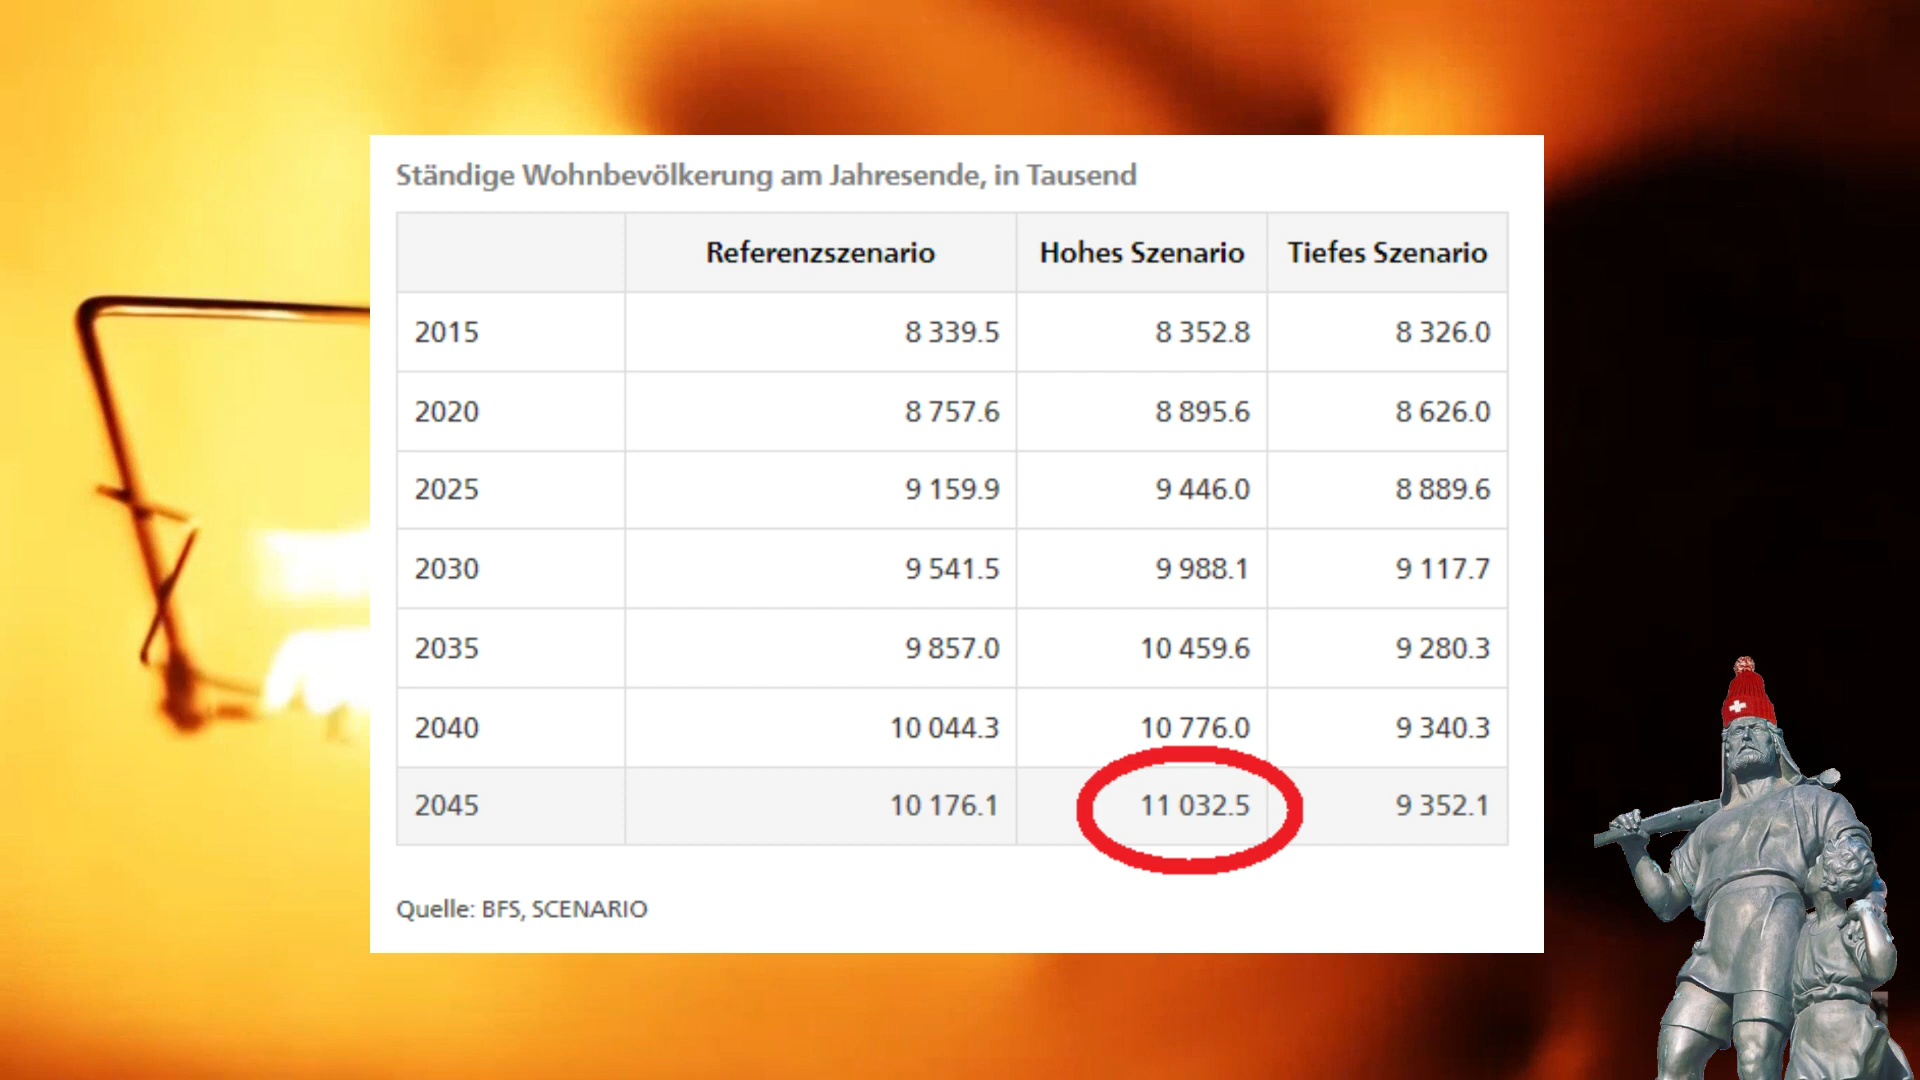 Ständige Wohnbevölkerung am Jahresende, in Tausend
Referenzszenario Hohes Szenario Tiefes Szenario
2015 8 339.5 8 352.8 8 326.0
2020 8 757.6 8 895.6 8 626.0
2025 9 159.9 9 446.0 8 889.6
2030 9 541.5 9 988.1 9 117.7
2035 9 857.0 10 459.6 9 280.3
2040 10 044.3 10 776.0 9 340.3
2045 10 176.1 11 032.5 9 352.1
Quelle: BFS, SCENARIO